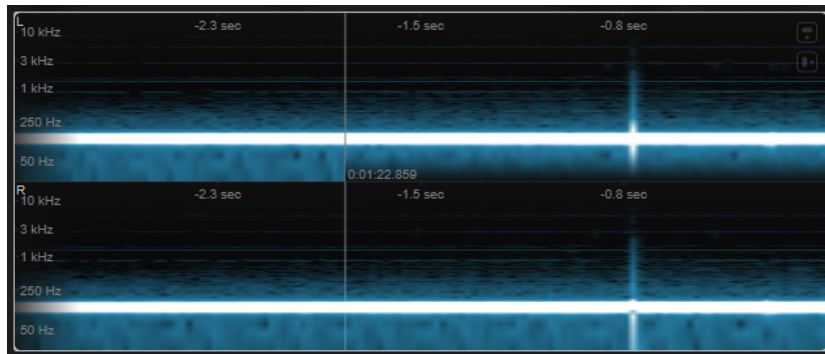 L
-2.3 sec -1.5 sec -0.8 sec
10 kHz
3 kHz
1 kHz
250 Hz
50 Hz
0:01:22.859
R
-2.3 sec -1.5 sec -0.8 sec
10 kHz
3 kHz
1 kHz
250 Hz
50 Hz